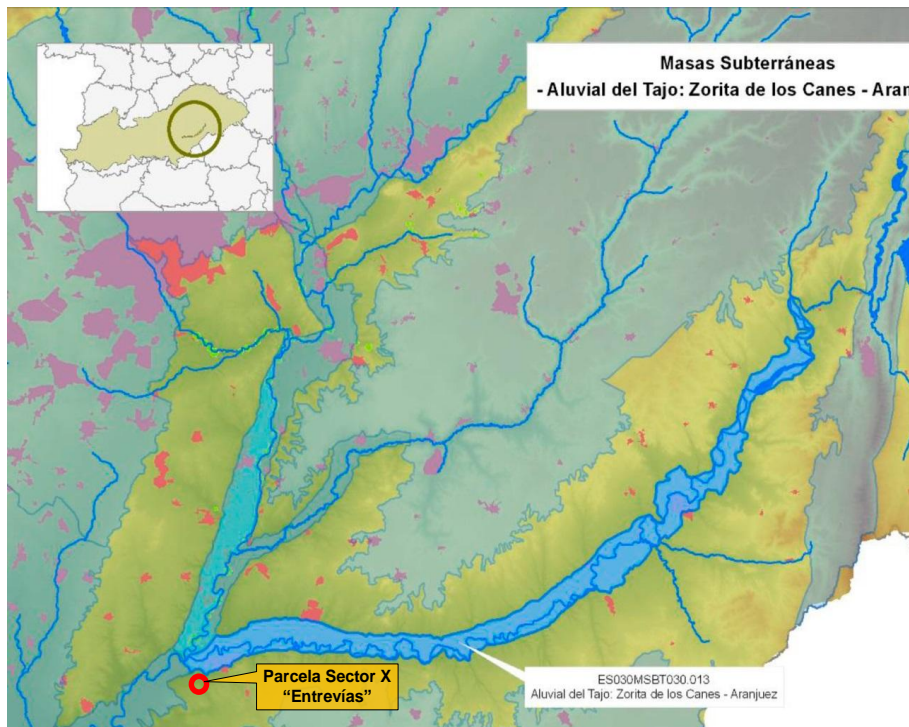 Masas Subterráneas
- Aluvial del Tajo: Zorita de los Canes - Aran
Parcela Sector X
“Entrevías”
ES030MSBT030.013
Aluvial del Tajo: Zorita de los Canes - Aranjuez